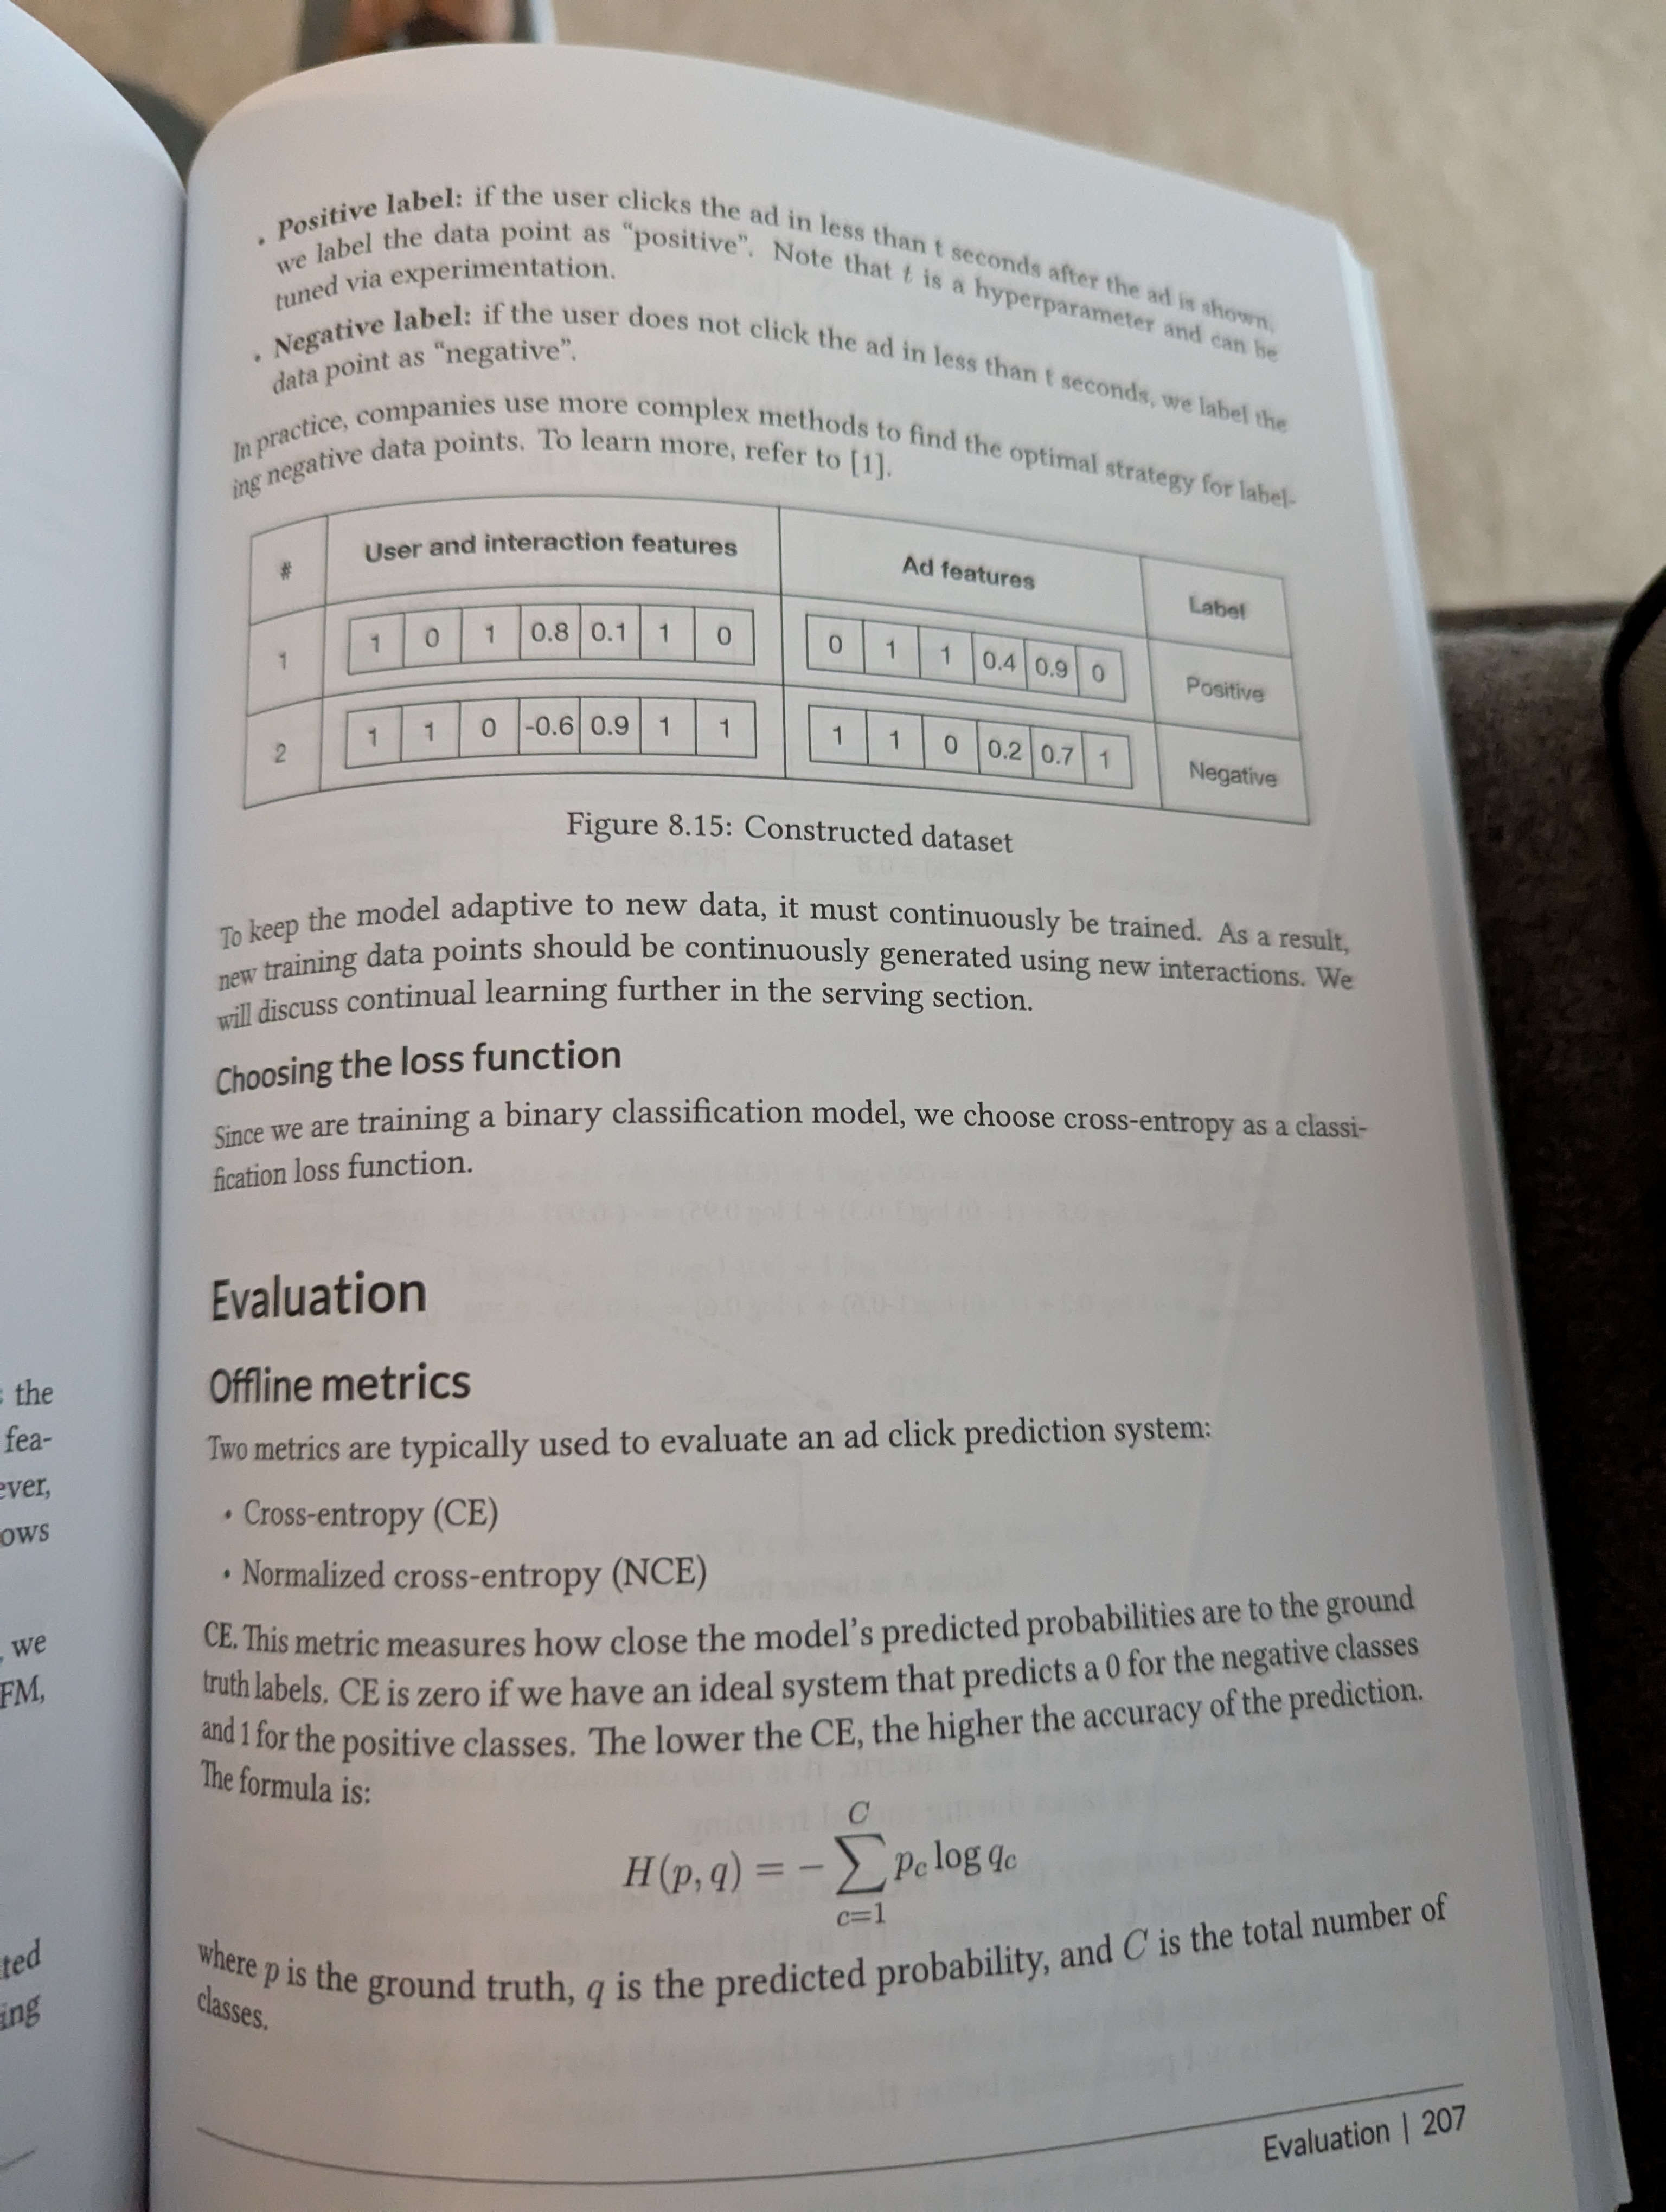 s the
fea-
ever,
ows
, we
FM,
ted
ing
• Positive label: if the user clicks the ad in less than t seconds after the ad is shown,
we label the data point as “positive”. Note that t is a hyperparameter and can be
tuned via experimentation.
• Negative label: if the user does not click the ad in less than t seconds, we label the
data point as “negative”.
In practice, companies use more complex methods to find the optimal strategy for label-
ing negative data points. To learn more, refer to [1].
# User and interaction features Ad features Label
1 1 0 1 0.8 0.1 1 0 0 1 1 0.4 0.9 0 Positive
2 1 1 0 -0.6 0.9 1 1 1 1 0 0.2 0.7 1 Negative
Figure 8.15: Constructed dataset
To keep the model adaptive to new data, it must continuously be trained. As a result,
new training data points should be continuously generated using new interactions. We
will discuss continual learning further in the serving section.
Choosing the loss function
Since we are training a binary classification model, we choose cross-entropy as a classi-
fication loss function.
Evaluation
Offline metrics
Two metrics are typically used to evaluate an ad click prediction system:
• Cross-entropy (CE)
• Normalized cross-entropy (NCE)
CE. This metric measures how close the model’s predicted probabilities are to the ground
truth labels. CE is zero if we have an ideal system that predicts a 0 for the negative classes
and 1 for the positive classes. The lower the CE, the higher the accuracy of the prediction.
The formula is:
H(p, q) = − ∑_{c=1}^{C} p_c log q_c
where p is the ground truth, q is the predicted probability, and C is the total number of
classes.
Evaluation | 207